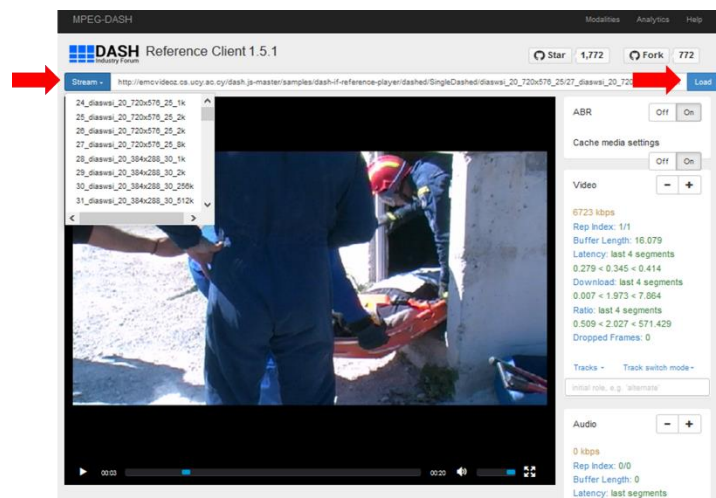 MPEG-DASH Modalities Analytics Help
DASH Reference Client 1.5.1
Industry Forum
Star 1,772 Fork 772
Stream http://emcvideoz.cs.ucy.ac.cy/dash.js-master/samples/dash-if-reference-player/dashed/SingleDashed/diaswsi_20_720x576_25/27_diaswsi_20_720 Load
24_diaswsi_20_720x576_25_1k
25_diaswsi_20_720x576_25_2k
26_diaswsi_20_720x576_25_2k
27_diaswsi_20_720x576_25_8k
28_diaswsi_20_384x288_30_1k
29_diaswsi_20_384x288_30_2k
30_diaswsi_20_384x288_30_256k
31_diaswsi_20_384x288_30_512k
00:03 00:20
ABR Off On
Cache media settings
Off On
Video - +
6723 kbps
Rep Index: 1/1
Buffer Length: 16.079
Latency: last 4 segments
0.279 < 0.345 < 0.414
Download: last 4 segments
0.007 < 1.973 < 7.864
Ratio: last 4 segments
0.509 < 2.027 < 571.429
Dropped Frames: 0
Tracks Track switch mode
initial role, e.g. 'alternate'
Audio - +
0 kbps
Rep Index: 0/0
Buffer Length: 0
Latency: last segments